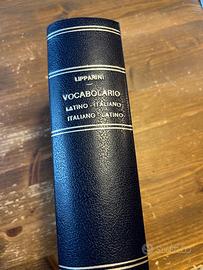 LIPPARINI
VOCABOLARIO
LATINO - ITALIANO
ITALIANO - LATINO